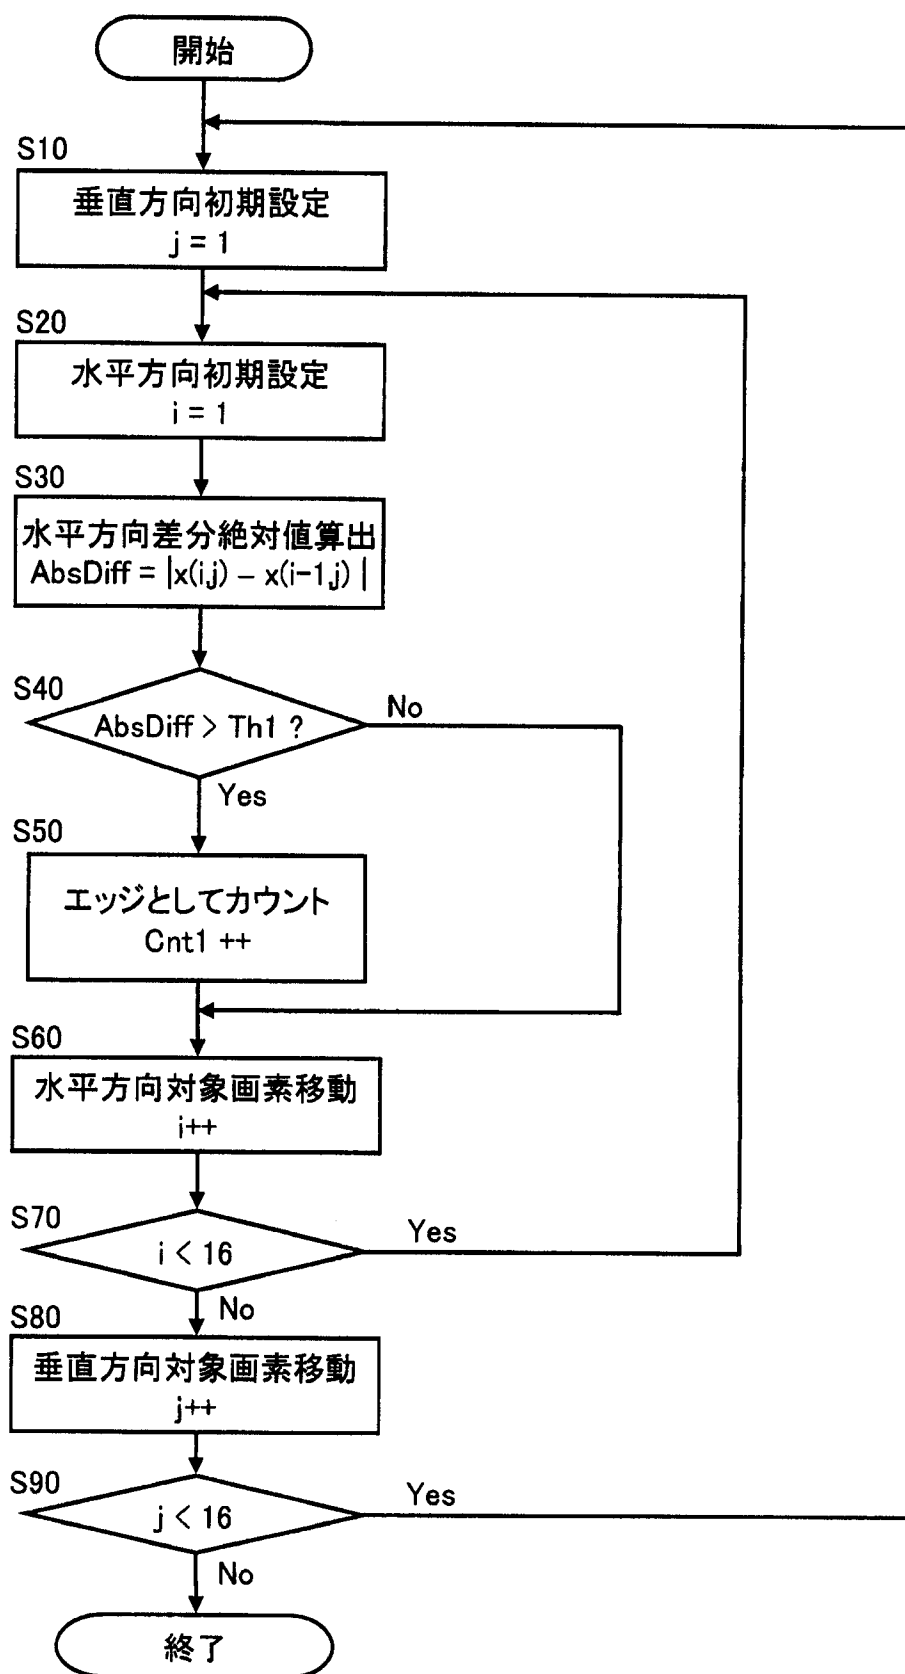 開始
S10
垂直方向初期設定
j = 1
S20
水平方向初期設定
i = 1
S30
水平方向差分絶対値算出
AbsDiff = |x(i,j) − x(i-1,j) |
S40
AbsDiff > Th1 ?
No
Yes
S50
エッジとしてカウント
Cnt1 ++
S60
水平方向対象画素移動
i++
S70
i < 16
Yes
No
S80
垂直方向対象画素移動
j++
S90
j < 16
Yes
No
終了